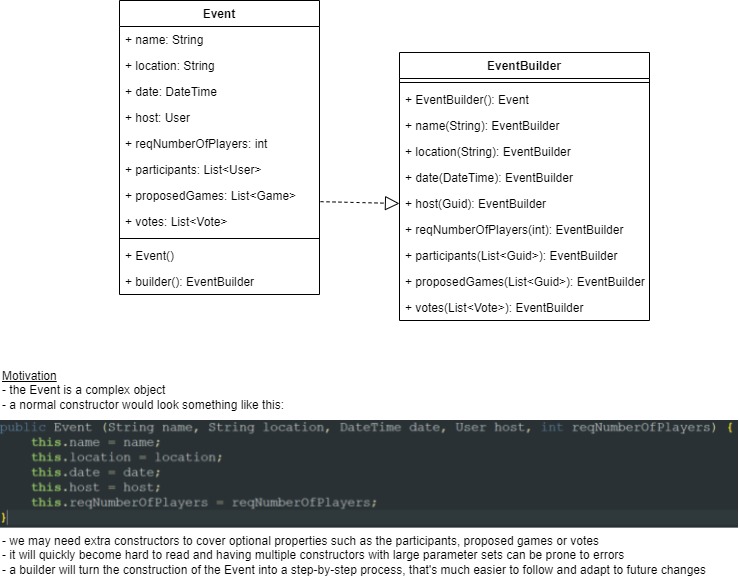 Event
+ name: String
+ location: String
+ date: DateTime
+ host: User
+ reqNumberOfPlayers: int
+ participants: List<User>
+ proposedGames: List<Game>
+ votes: List<Vote>
+ Event()
+ builder(): EventBuilder
EventBuilder
+ EventBuilder(): Event
+ name(String): EventBuilder
+ location(String): EventBuilder
+ date(DateTime): EventBuilder
+ host(Guid): EventBuilder
+ reqNumberOfPlayers(int): EventBuilder
+ participants(List<Guid>): EventBuilder
+ proposedGames(List<Guid>): EventBuilder
+ votes(List<Vote>): EventBuilder
Motivation
- the Event is a complex object
- a normal constructor would look something like this:
public Event (String name, String location, DateTime date, User host, int reqNumberOfPlayers) {
this.name = name;
this.location = location;
this.date = date;
this.host = host;
this.reqNumberOfPlayers = reqNumberOfPlayers;
}
- we may need extra constructors to cover optional properties such as the participants, proposed games or votes
- it will quickly become hard to read and having multiple constructors with large parameter sets can be prone to errors
- a builder will turn the construction of the Event into a step-by-step process, that's much easier to follow and adapt to future changes